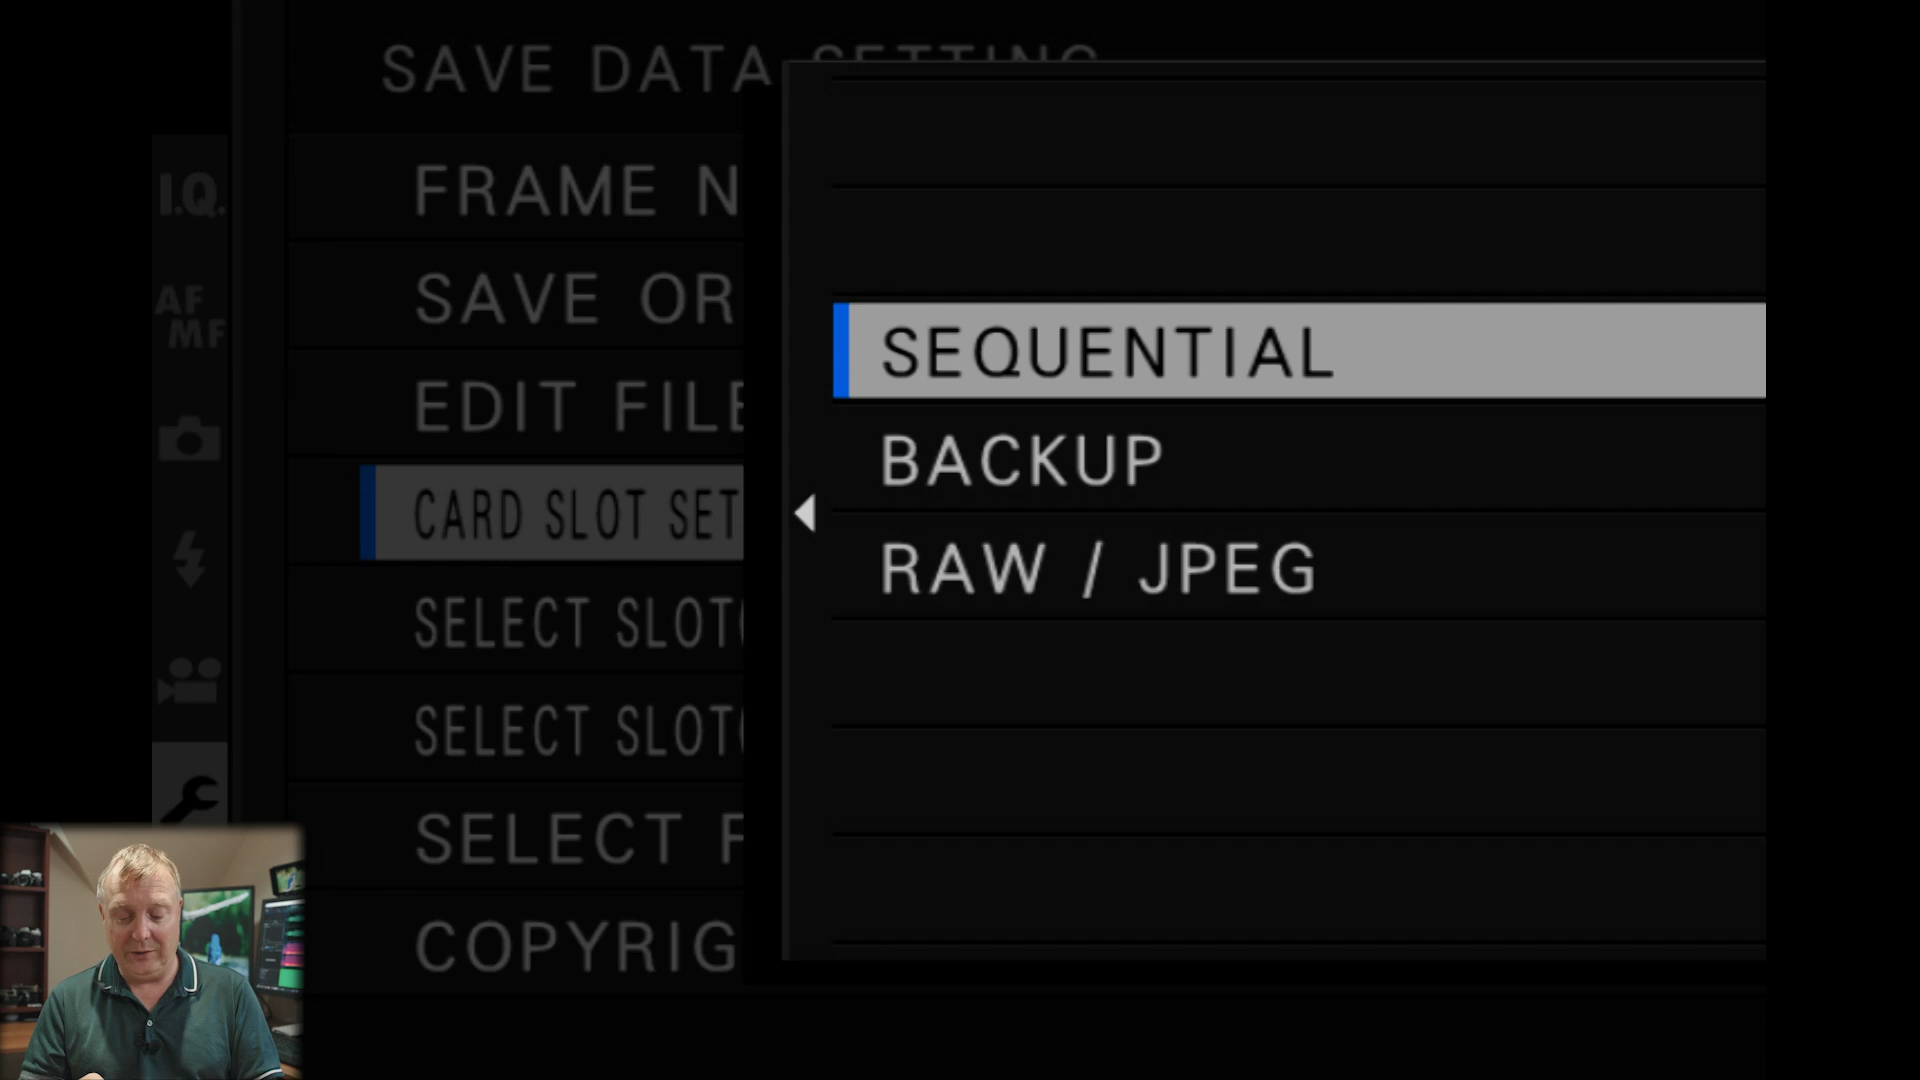 SAVE DATA SETTING
I.Q.
FRAME N
AF
MF
SAVE OR
EDIT FILE
CARD SLOT SET
SELECT SLOT
SELECT SLOT
SELECT F
COPYRIG
SEQUENTIAL
BACKUP
RAW / JPEG